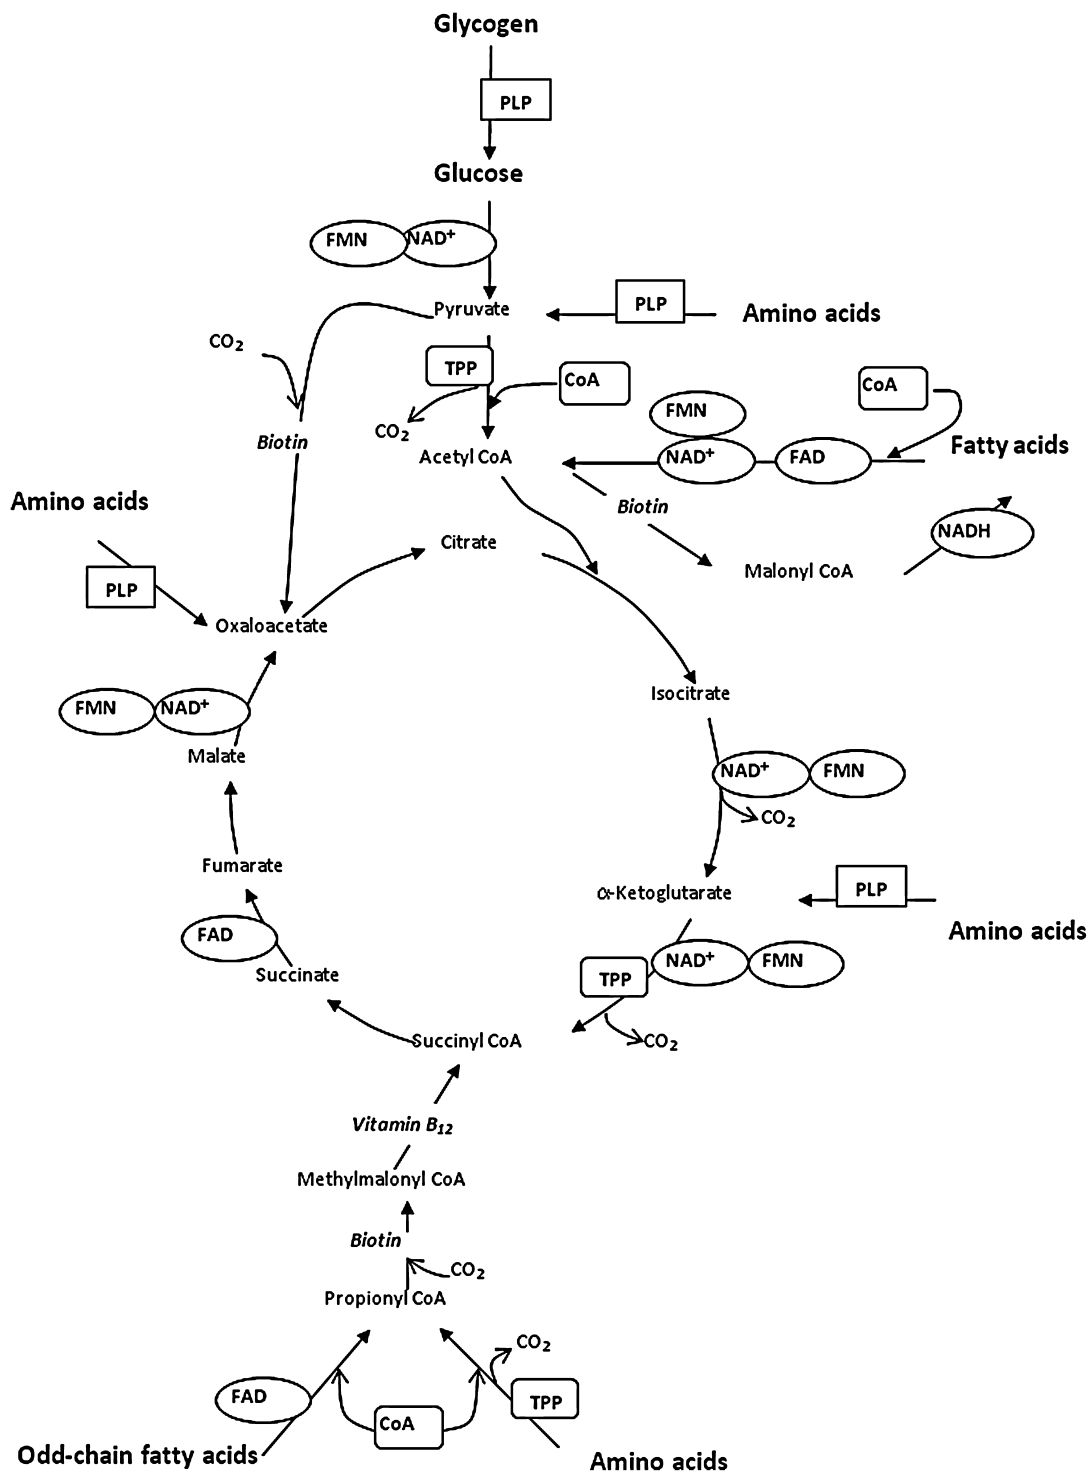 Glycogen
PLP
Glucose
FMN
NAD+
Pyruvate
PLP
Amino acids
CO2
TPP
CoA
CoA
FMN
CO2
Biotin
Acetyl CoA
NAD+
FAD
Fatty acids
Amino acids
Biotin
NADH
Citrate
Malonyl CoA
PLP
Oxaloacetate
Isocitrate
FMN
NAD+
Malate
NAD+
FMN
CO2
Fumarate
α-Ketoglutarate
PLP
FAD
Amino acids
Succinate
TPP
NAD+
FMN
Succinyl CoA
CO2
Vitamin B12
Methylmalonyl CoA
Biotin
CO2
Propionyl CoA
CO2
FAD
CoA
TPP
Odd-chain fatty acids
Amino acids